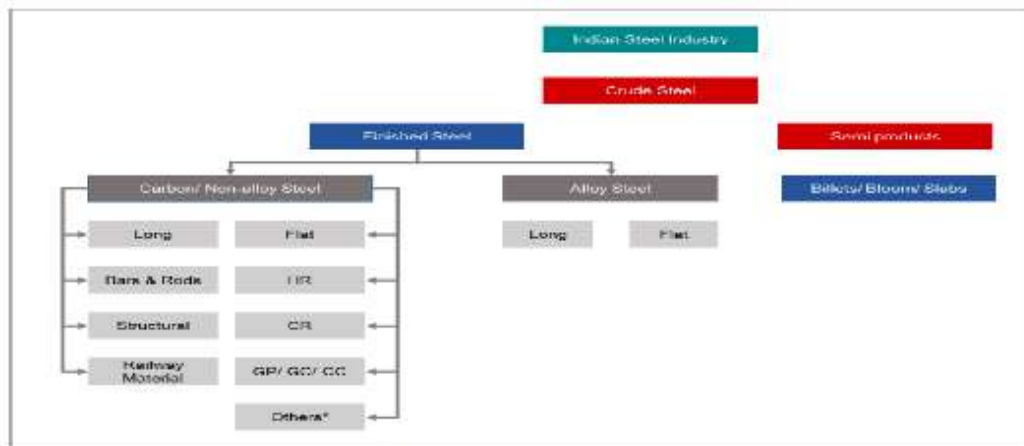 Indian Steel Industry
Crude Steel
Finished Steel
Semi products
Carbon/ Non-alloy Steel
Alloy Steel
Billets/ Bloom/ Slabs
Long
Flat
Long
Flat
Bars & Rods
HR
Structural
CR
Railway
Material
GP/ GC/ CC
Others*